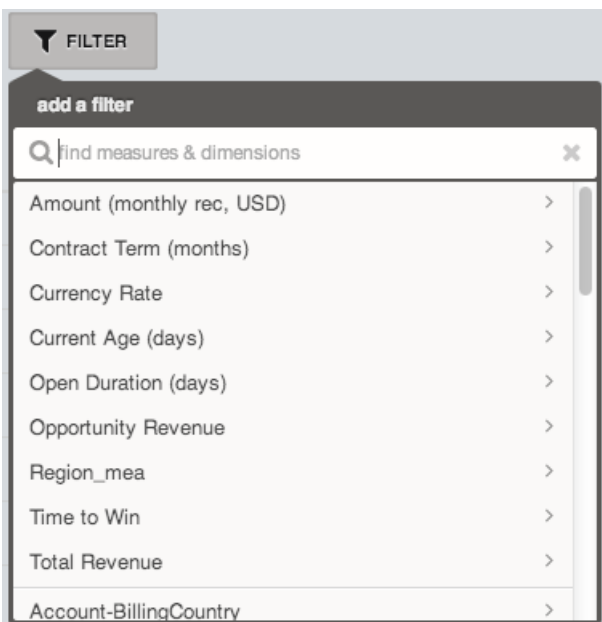 FILTER
add a filter
find measures & dimensions
Amount (monthly rec, USD)
Contract Term (months)
Currency Rate
Current Age (days)
Open Duration (days)
Opportunity Revenue
Region_mea
Time to Win
Total Revenue
Account-BillingCountry